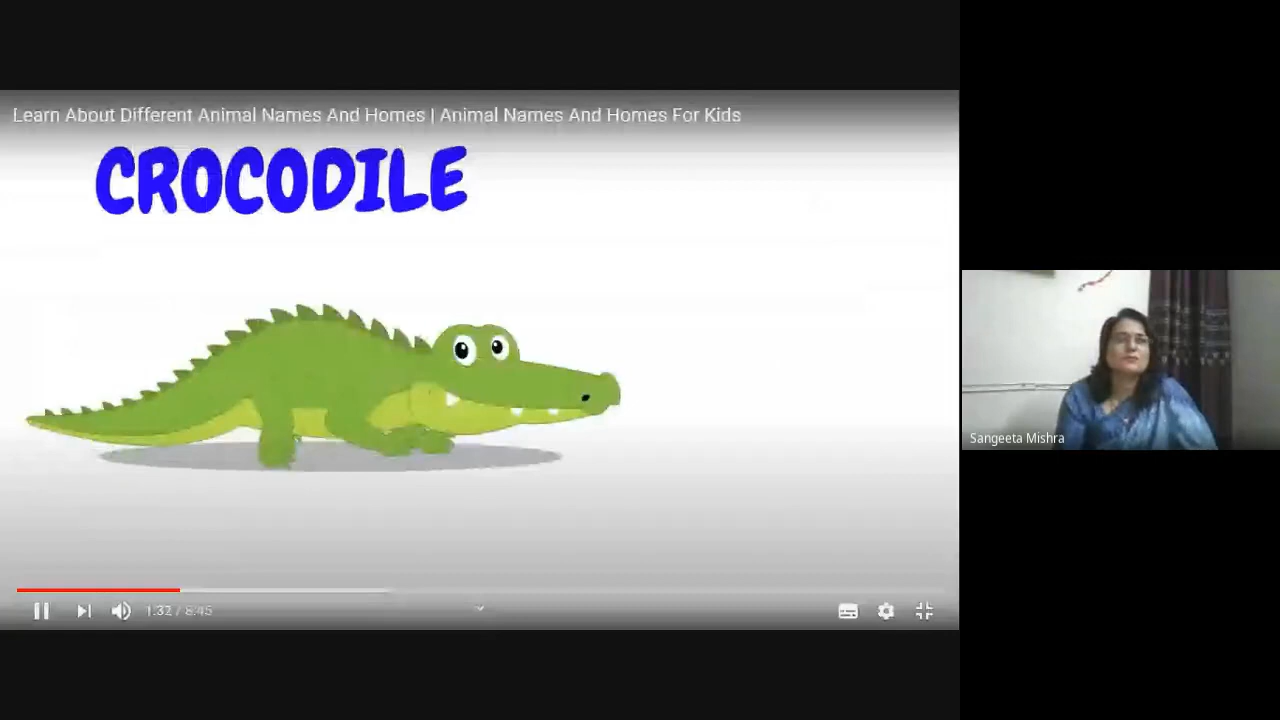 Learn About Different Animal Names And Homes | Animal Names And Homes For Kids
CROCODILE
Sangeeta Mishra
1:32 / 8:45